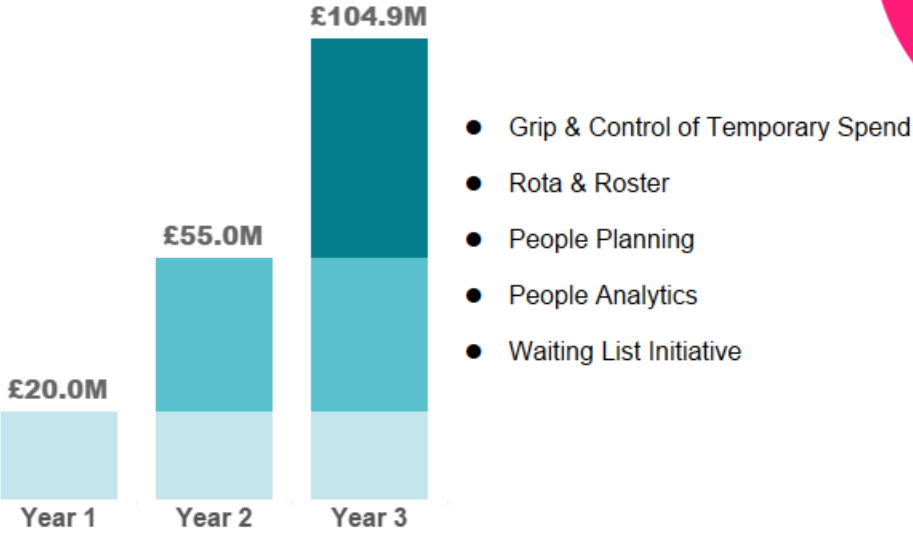 £104.9M
£55.0M
£20.0M
Year 1
Year 2
Year 3
● Grip & Control of Temporary Spend
● Rota & Roster
● People Planning
● People Analytics
● Waiting List Initiative